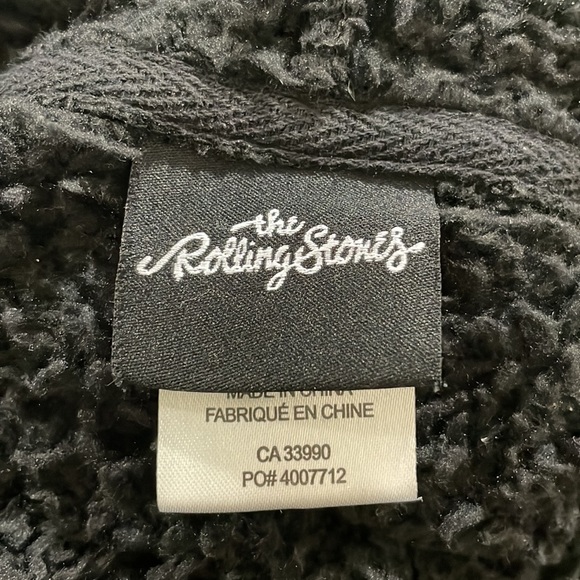 the
Rolling Stones
MADE IN CHINA
FABRIQUÉ EN CHINE
CA 33990
PO# 4007712